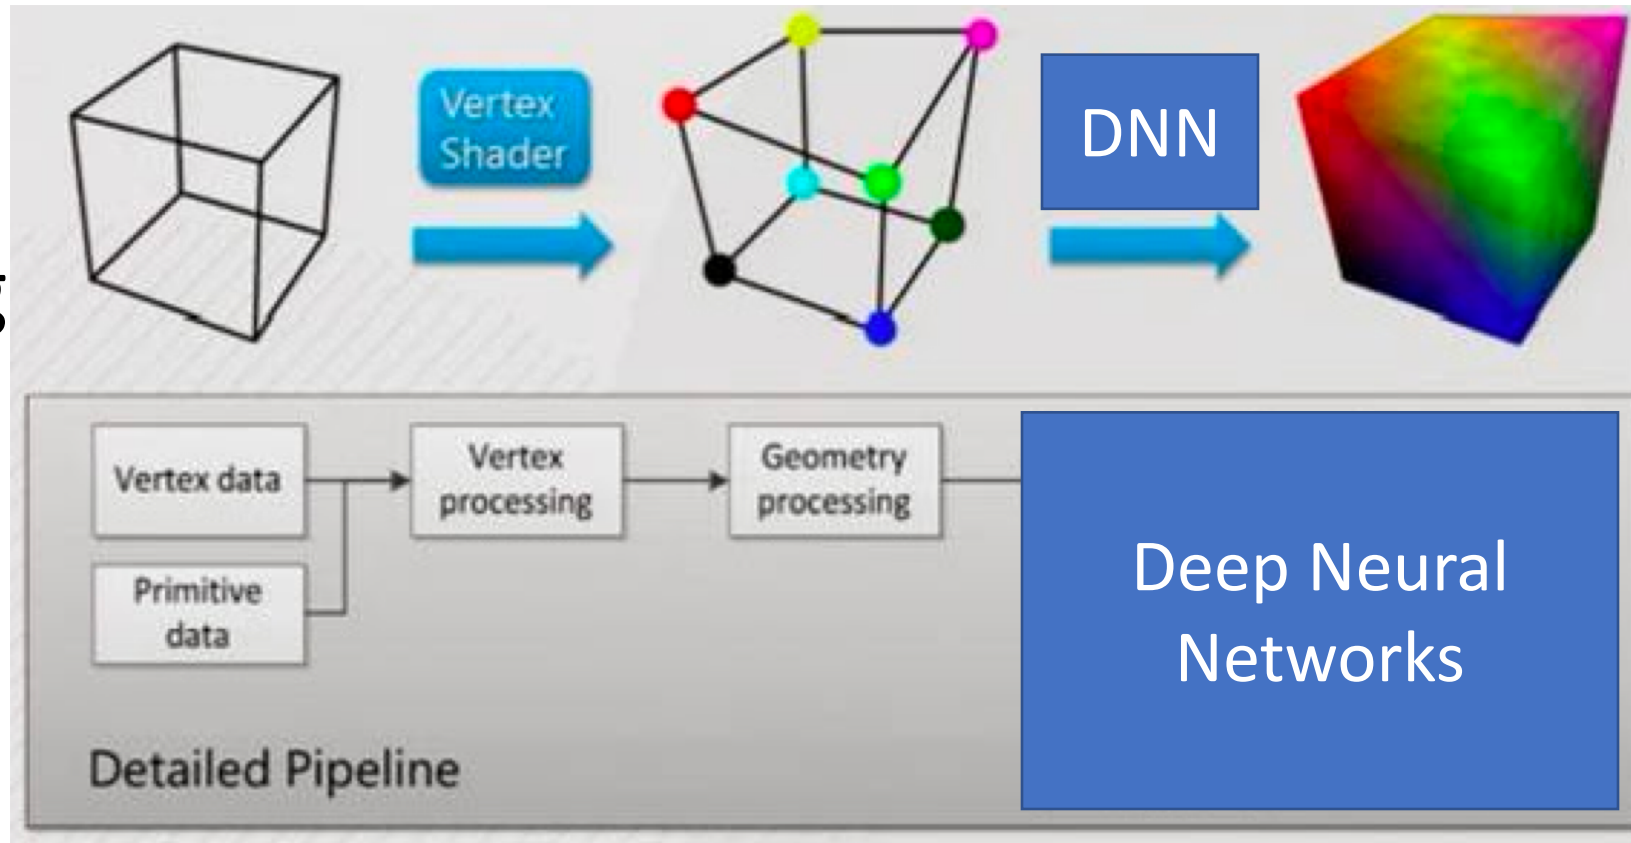 Vertex
Shader
DNN
g
Vertex data
Vertex
processing
Geometry
processing
Primitive
data
Deep Neural
Networks
Detailed Pipeline